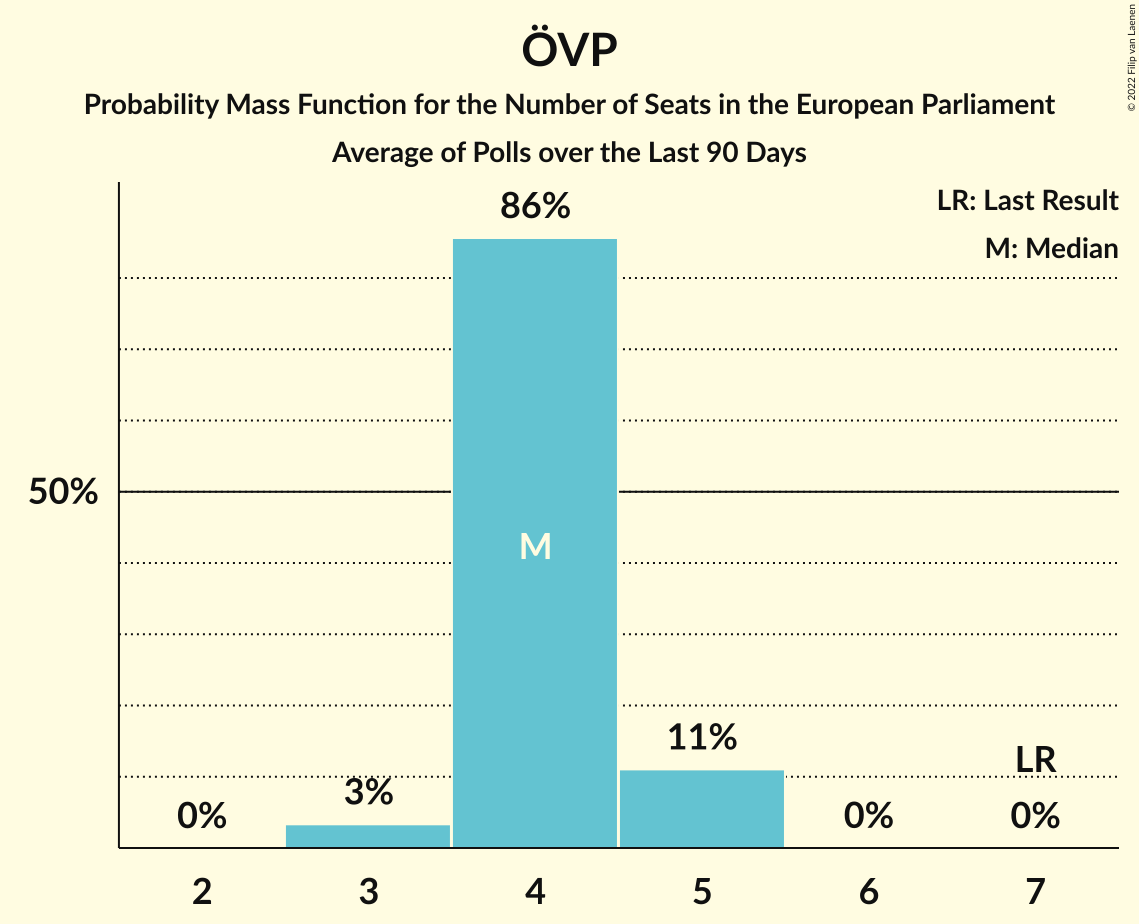 ÖVP
Probability Mass Function for the Number of Seats in the European Parliament
Average of Polls over the Last 90 Days
© 2022 Filip van Laenen
LR: Last Result
M: Median
86%
50%
M
11%
LR
3%
0%
0%
0%
2
3
4
5
6
7